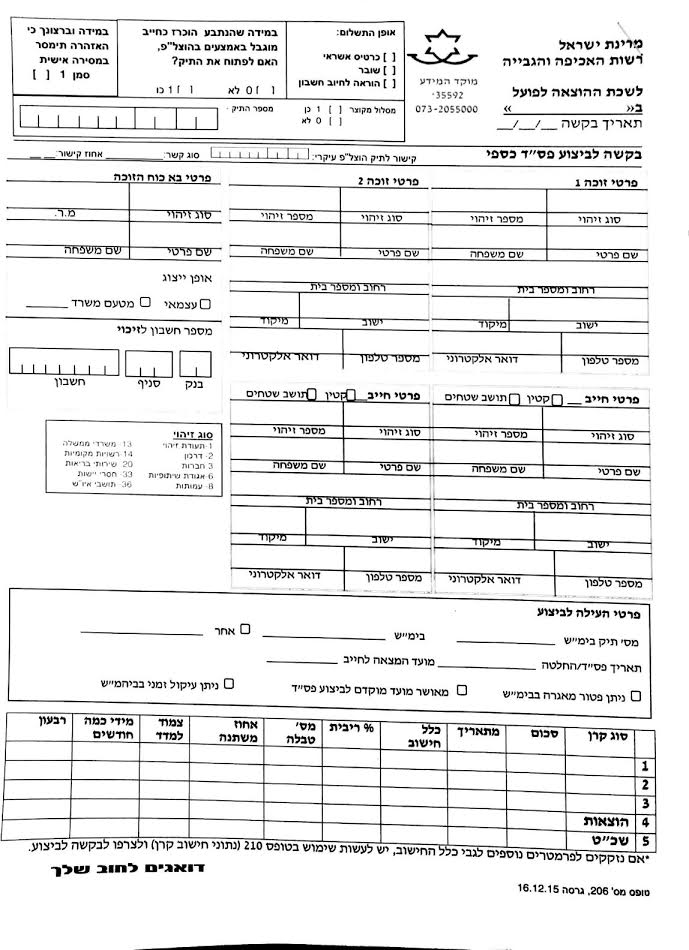 מדינת ישראל
רשות האכיפה והגבייה
לשכת ההוצאה לפועל
ב«          »
תאריך בקשה __/__/__
מוקד המידע
*35592
073-2055000
אופן התשלום:
[ ] כרטיס אשראי
[ ] שובר
[ ] הוראה לחיוב חשבון
במידה שהנתבע הוכרז כחייב
מוגבל באמצעים בהוצל"פ,
האם לפתוח את התיק?
[ ] 0 לא [ ] 1 כן
במידה וברצונך כי
האזהרה תימסר
במסירה אישית
סמן 1 [ ]
מסלול מקוצר [ ] 1 כן
[ ] 0 לא
מספר התיק -
בקשה לביצוע פס"ד כספי
קישור לתיק הוצל"פ עיקרי: סוג קשר: ______ אחוז קישור: __ __
פרטי זוכה 1
סוג זיהוי מספר זיהוי
שם פרטי שם משפחה
רחוב ומספר בית
ישוב מיקוד
מספר טלפון דואר אלקטרוני
פרטי זוכה 2
סוג זיהוי מספר זיהוי
שם פרטי שם משפחה
רחוב ומספר בית
ישוב מיקוד
מספר טלפון דואר אלקטרוני
פרטי בא כוח הזוכה
סוג זיהוי מ.ר.
שם פרטי שם משפחה
אופן ייצוג
עצמאי מטעם משרד ______
מספר חשבון לזיכוי
בנק סניף חשבון
פרטי חייב __ קטין תושב שטחים
סוג זיהוי מספר זיהוי
שם פרטי שם משפחה
רחוב ומספר בית
ישוב מיקוד
מספר טלפון דואר אלקטרוני
פרטי חייב __ קטין תושב שטחים
סוג זיהוי מספר זיהוי
שם פרטי שם משפחה
רחוב ומספר בית
ישוב מיקוד
מספר טלפון דואר אלקטרוני
סוג זיהוי
1-תעודת זיהוי 13- משרדי ממשלה
2- דרכון 14-רשויות מקומיות
3 חברות 20- שירותי בריאות
6-אגודת שיתופיות 33- חסרי ישות
8- עמותות 36- תושבי איו"ש
פרטי העילה לביצוע
מס' תיק בימ"ש ______ בימ"ש ______ אחר ______
תאריך פס"ד/החלטה ______ מועד המצאה לחייב ______
ניתן פטור מאגרה בבימ"ש מאושר מועד מוקדם לביצוע פס"ד ניתן עיקול זמני בביהמ"ש
סוג קרן סכום מתאריך כלל חישוב % ריבית מס' טבלה אחוז משתנה צמוד למדד מידי כמה חודשים רבעון
1
2
3
4 הוצאות
5 שכ"ט
*אם נזקקים לפרמטרים נוספים לגבי כלל החישוב, יש לעשות שימוש בטופס 210 (נתוני חישוב קרן) ולצרפו לבקשה לביצוע.
דואגים לחוב שלך
טופס מס' 206, גרסה 16.12.15